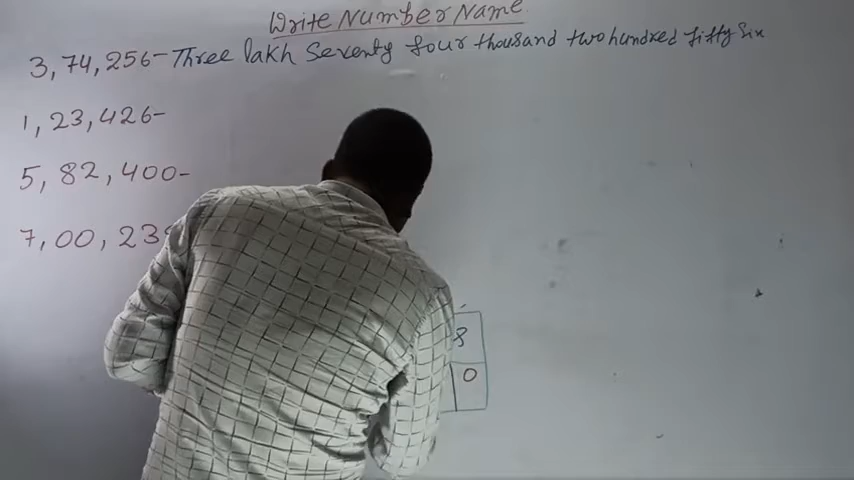 Write Number Name
3,74,256-Three lakh Seventy four thousand two hundred fifty Six
1,23,426-
5,82,400-
7,00,23
8
0